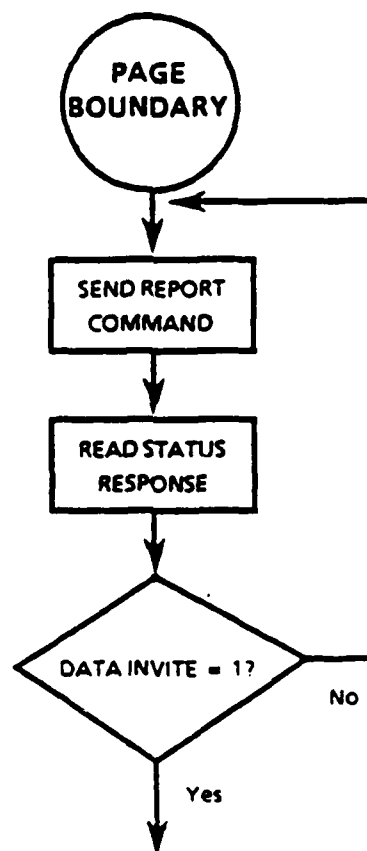 PAGE
BOUNDARY
SEND REPORT
COMMAND
READ STATUS
RESPONSE
DATA INVITE = 1?
No
Yes